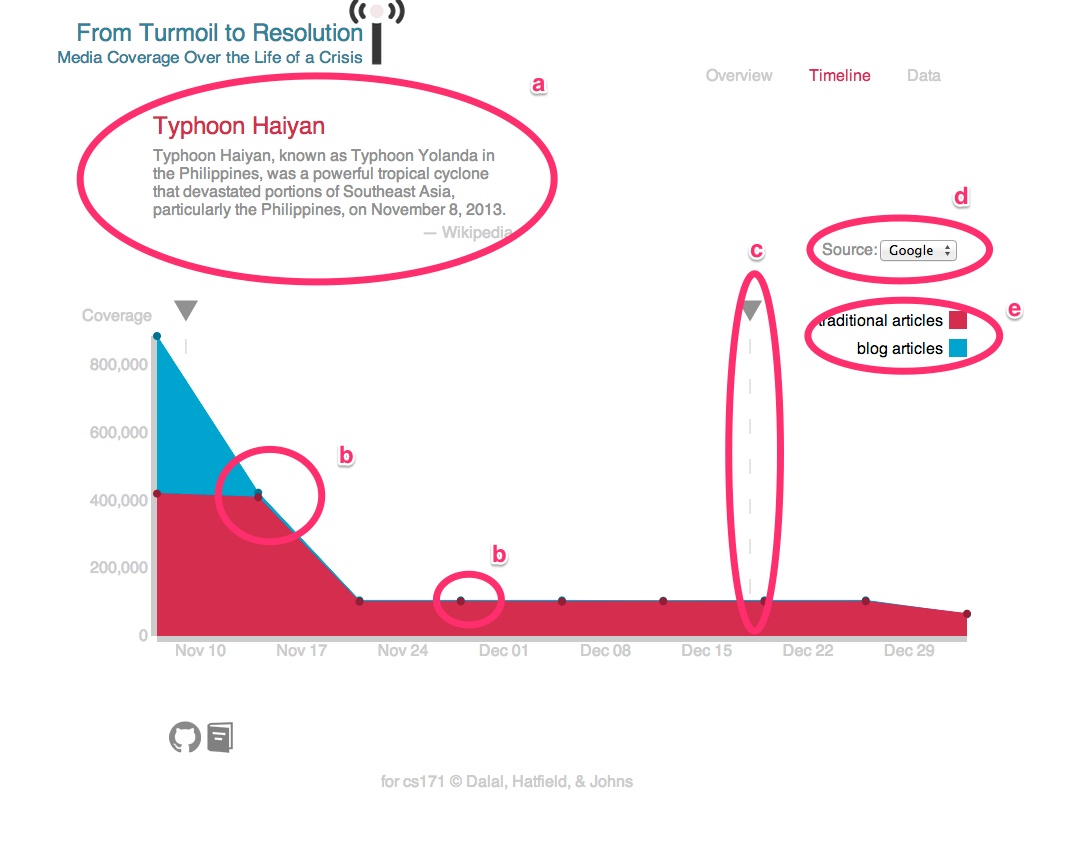 From Turmoil to Resolution
Media Coverage Over the Life of a Crisis
Overview Timeline Data
a
Typhoon Haiyan
Typhoon Haiyan, known as Typhoon Yolanda in
the Philippines, was a powerful tropical cyclone
that devastated portions of Southeast Asia,
particularly the Philippines, on November 8, 2013.
— Wikipedia
d
Source: Google
c
e
traditional articles
blog articles
Coverage
800,000
600,000
400,000
200,000
0
b
b
Nov 10 Nov 17 Nov 24 Dec 01 Dec 08 Dec 15 Dec 22 Dec 29
for cs171 © Dalal, Hatfield, & Johns